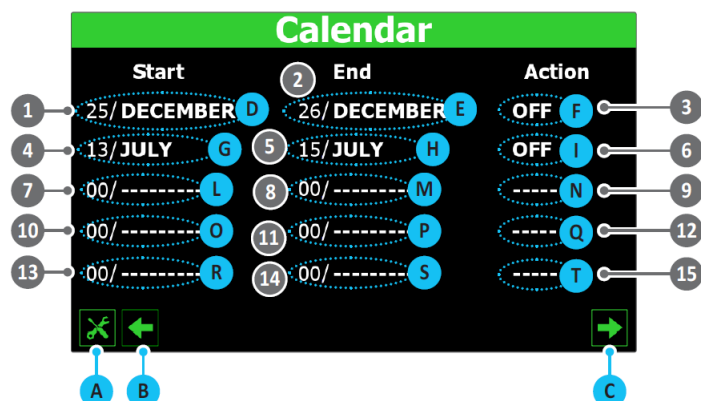 Calendar
Start End Action
2
1 25/DECEMBER D 26/DECEMBER E OFF F 3
4 13/JULY G 5 15/JULY H OFF I 6
7 00/-------- L 8 00/-------- M ---- N 9
10 00/-------- O 11 00/-------- P ---- Q 12
13 00/-------- R 14 00/-------- S ---- T 15
A B C